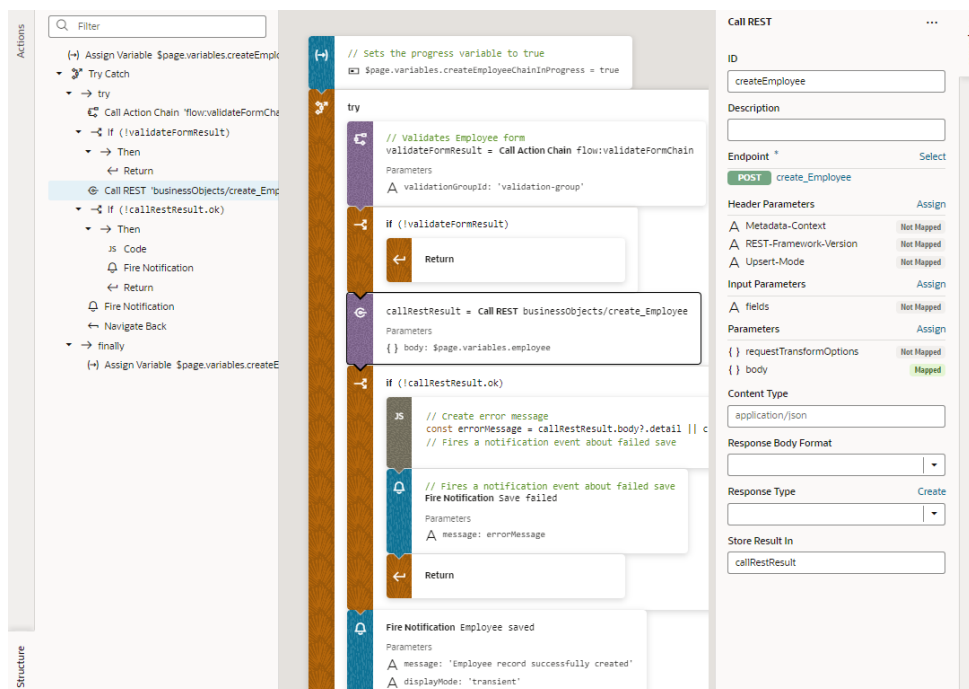 Actions
Filter
Assign Variable $page.variables.createEmplo
Try Catch
try
Call Action Chain 'flow:validateFormCha
If (!validateFormResult)
Then
Return
Call REST 'businessObjects/create_Emp
If (!callRestResult.ok)
Then
JS Code
Fire Notification
Return
Fire Notification
Navigate Back
finally
Assign Variable $page.variables.createE
Structure
// Sets the progress variable to true
$page.variables.createEmployeeChainInProgress = true
try
// Validates Employee form
validateFormResult = Call Action Chain flow:validateFormChain
Parameters
A validationGroupId: 'validation-group'
if (!validateFormResult)
Return
callRestResult = Call REST businessObjects/create_Employee
Parameters
{ } body: $page.variables.employee
if (!callRestResult.ok)
JS
// Create error message
const errorMessage = callRestResult.body?.detail || c
// Fires a notification event about failed save
// Fires a notification event about failed save
Fire Notification Save failed
Parameters
A message: errorMessage
Return
Fire Notification Employee saved
Parameters
A message: 'Employee record successfully created'
A displayMode: 'transient'
Call REST
ID
createEmployee
Description
Endpoint * Select
POST create_Employee
Header Parameters Assign
A Metadata-Context Not Mapped
A REST-Framework-Version Not Mapped
A Upsert-Mode Not Mapped
Input Parameters Assign
A fields Not Mapped
Parameters Assign
{ } requestTransformOptions Not Mapped
{ } body Mapped
Content Type
application/json
Response Body Format
Response Type Create
Store Result In
callRestResult